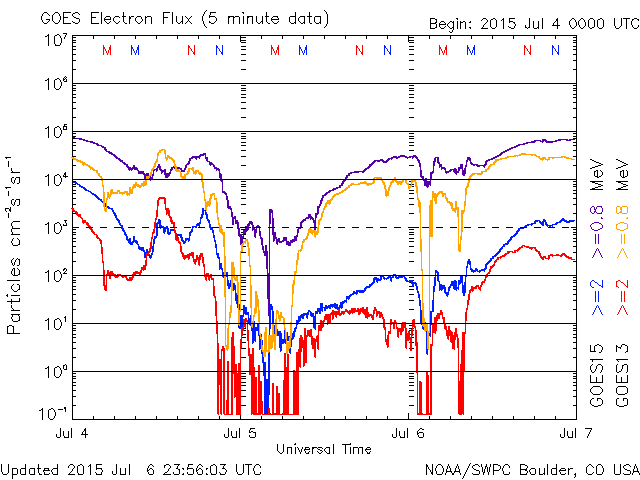 GOES Electron Flux (5 minute data)
Begin: 2015 Jul 4 0000 UTC
M M N N M M N N M M N N
10⁷
10⁶
10⁵
10⁴
10³
10²
10¹
10⁰
10⁻¹
Particles cm⁻²s⁻¹sr⁻¹
GOES15 >=2 >=0.8 MeV
GOES13 >=2 >=0.8 MeV
Jul 4 Jul 5 Jul 6 Jul 7
Universal Time
Updated 2015 Jul 6 23:56:03 UTC
NOAA/SWPC Boulder, CO USA